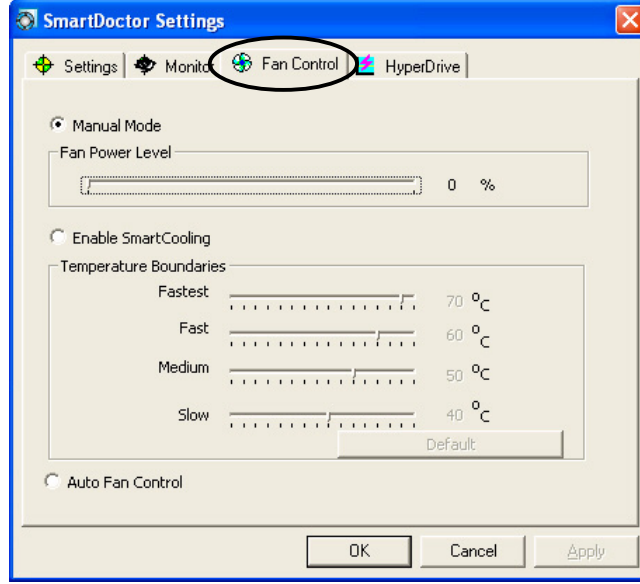 SmartDoctor Settings
Settings Monitor Fan Control HyperDrive
Manual Mode
Fan Power Level
0 %
Enable SmartCooling
Temperature Boundaries
Fastest 70 °C
Fast 60 °C
Medium 50 °C
Slow 40 °C
Default
Auto Fan Control
OK Cancel Apply